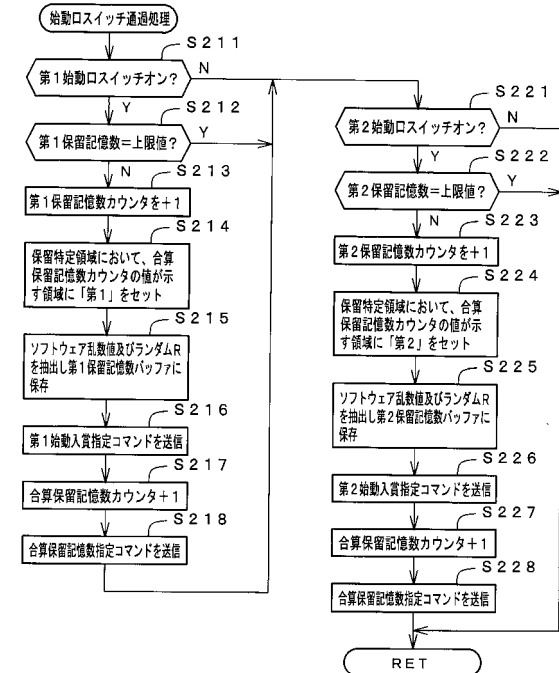 始動口スイッチ通過処理
S211
第1始動口スイッチオン?
N
Y
S212
第1保留記憶数=上限値?
Y
N
S213
第1保留記憶数カウンタを+1
S214
保留特定領域において、合算
保留記憶数カウンタの値が示
す領域に「第1」をセット
S215
ソフトウェア乱数値及びランダムR
を抽出し第1保留記憶数バッファに
保存
S216
第1始動入賞指定コマンドを送信
S217
合算保留記憶数カウンタ+1
S218
合算保留記憶数指定コマンドを送信
S221
第2始動口スイッチオン?
N
Y
S222
第2保留記憶数=上限値?
Y
N
S223
第2保留記憶数カウンタを+1
S224
保留特定領域において、合算
保留記憶数カウンタの値が示
す領域に「第2」をセット
S225
ソフトウェア乱数値及びランダムR
を抽出し第2保留記憶数バッファに
保存
S226
第2始動入賞指定コマンドを送信
S227
合算保留記憶数カウンタ+1
S228
合算保留記憶数指定コマンドを送信
RET